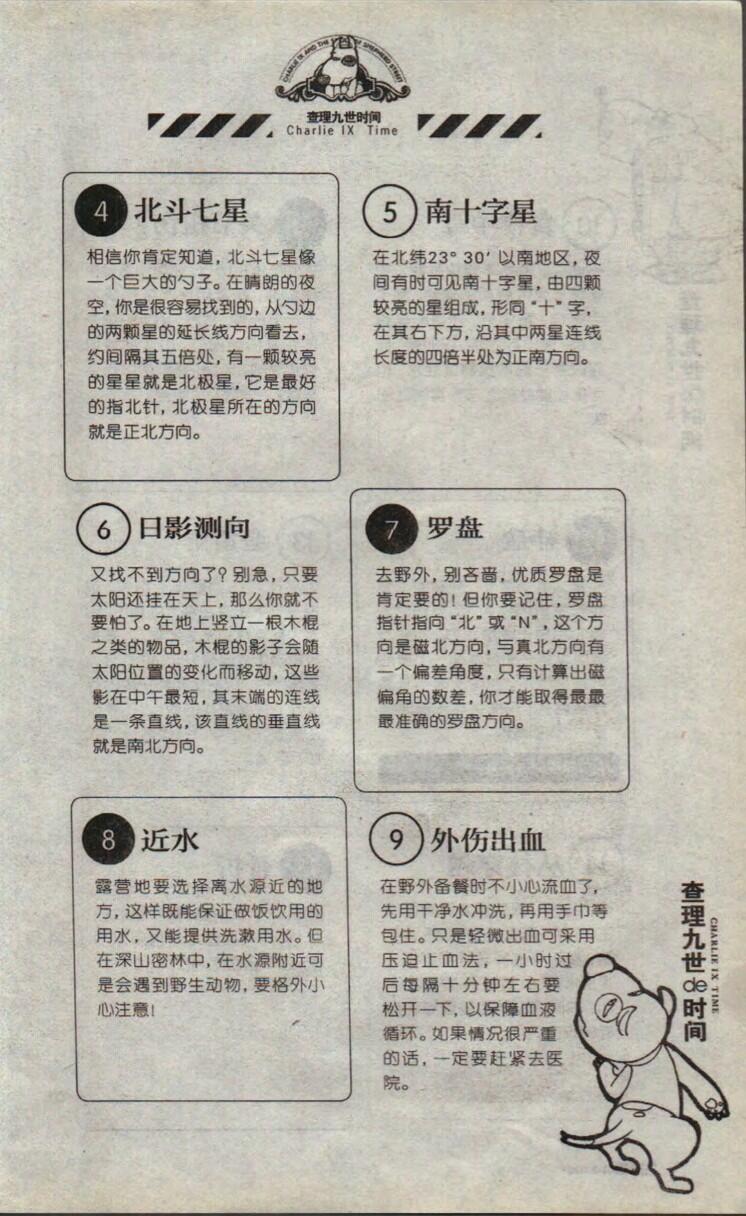 CHARLIE IX AND THE
SHEPHERD STREET
查理九世时间
Charlie IX Time
4 北斗七星
相信你肯定知道，北斗七星像
一个巨大的勺子。在晴朗的夜
空，你是很容易找到的，从勺边
的两颗星的延长线方向看去，
约间隔其五倍处，有一颗较亮
的星星就是北极星，它是最好
的指北针，北极星所在的方向
就是正北方向。
5 南十字星
在北纬23°30′以南地区，夜
间有时可见南十字星，由四颗
较亮的星组成，形同“十”字，
在其右下方，沿其中两星连线
长度的四倍半处为正南方向。
6 日影测向
又找不到方向了？别急，只要
太阳还挂在天上，那么你就不
要怕了。在地上竖立一根木棍
之类的物品，木棍的影子会随
太阳位置的变化而移动，这些
影在中午最短，其末端的连线
是一条直线，该直线的垂直线
就是南北方向。
7 罗盘
去野外，别吝啬，优质罗盘是
肯定要的！但你要记住，罗盘
指针指向“北”或“N”，这个方
向是磁北方向，与真北方向有
一个偏差角度，只有计算出磁
偏角的数差，你才能取得最最
最准确的罗盘方向。
8 近水
露营地要选择离水源近的地
方，这样既能保证做饭饮用的
用水，又能提供洗漱用水。但
在深山密林中，在水源附近可
是会遇到野生动物，要格外小
心注意！
9 外伤出血
在野外备餐时不小心流血了，
先用干净水冲洗，再用手巾等
包住。只是轻微出血可采用
压迫止血法，一小时过
后每隔十分钟左右要
松开一下，以保障血液
循环。如果情况很严重
的话，一定要赶紧去医
院。
查理九世de时间
CHARLIE IX TIME